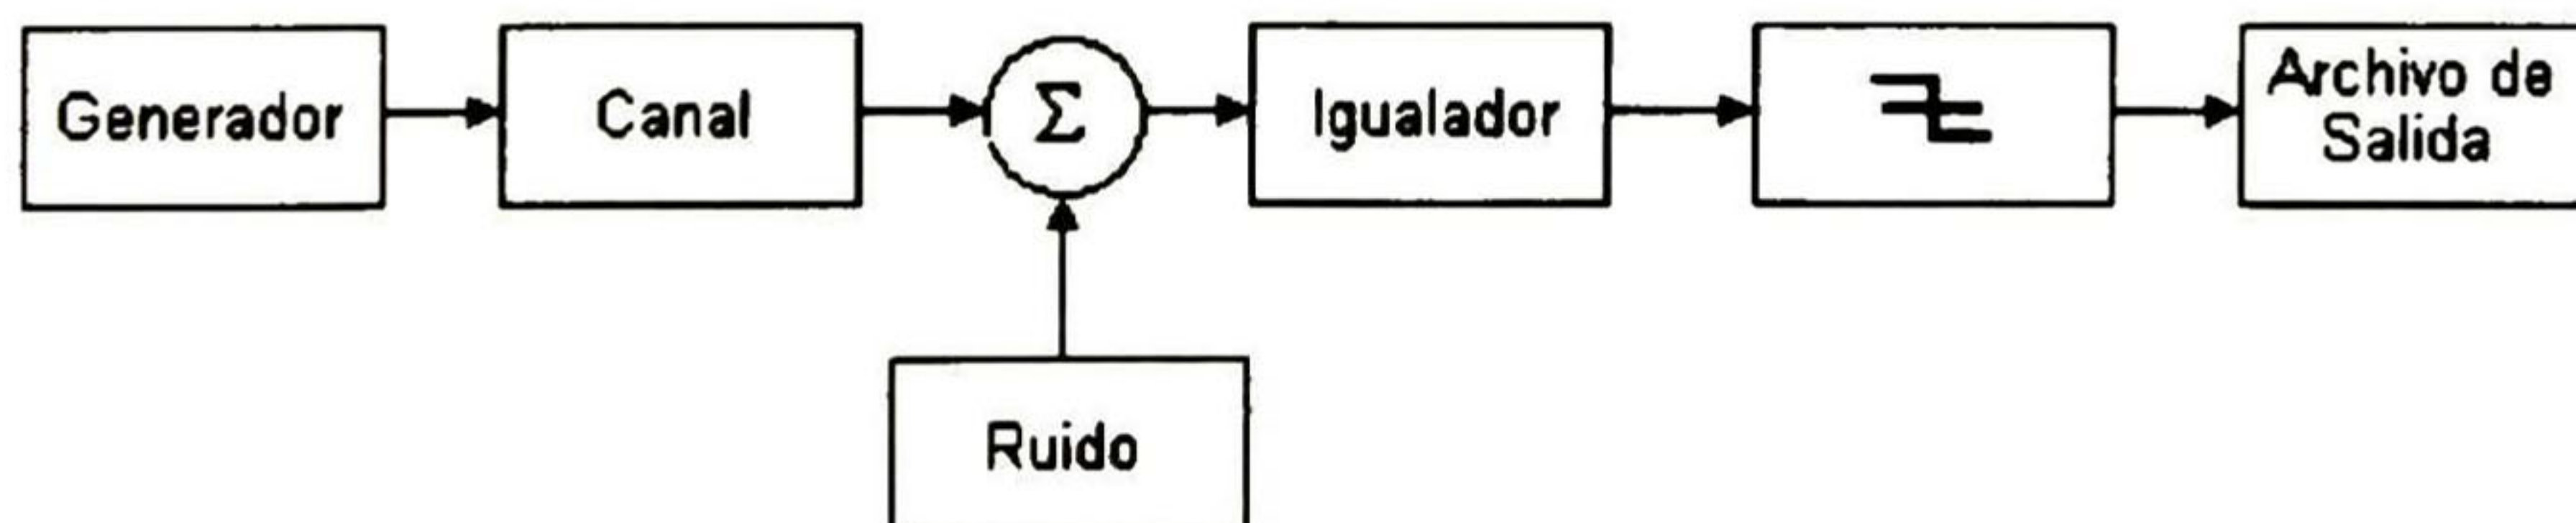 Generador
Canal
Σ
Igualador
Archivo de
Salida
Ruido